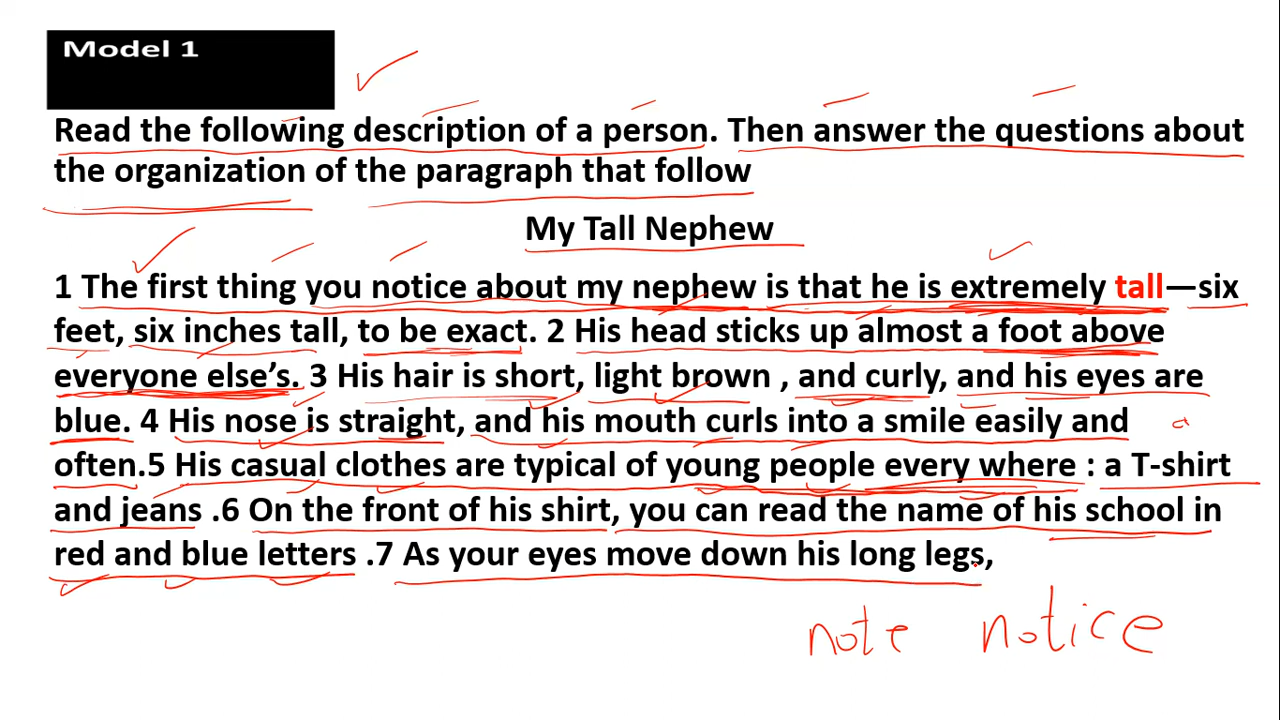 Model 1
Read the following description of a person. Then answer the questions about
the organization of the paragraph that follow
My Tall Nephew
1 The first thing you notice about my nephew is that he is extremely tall—six
feet, six inches tall, to be exact. 2 His head sticks up almost a foot above
everyone else's. 3 His hair is short, light brown , and curly, and his eyes are
blue. 4 His nose is straight, and his mouth curls into a smile easily and
often.5 His casual clothes are typical of young people every where : a T-shirt
and jeans .6 On the front of his shirt, you can read the name of his school in
red and blue letters .7 As your eyes move down his long legs,
note notice